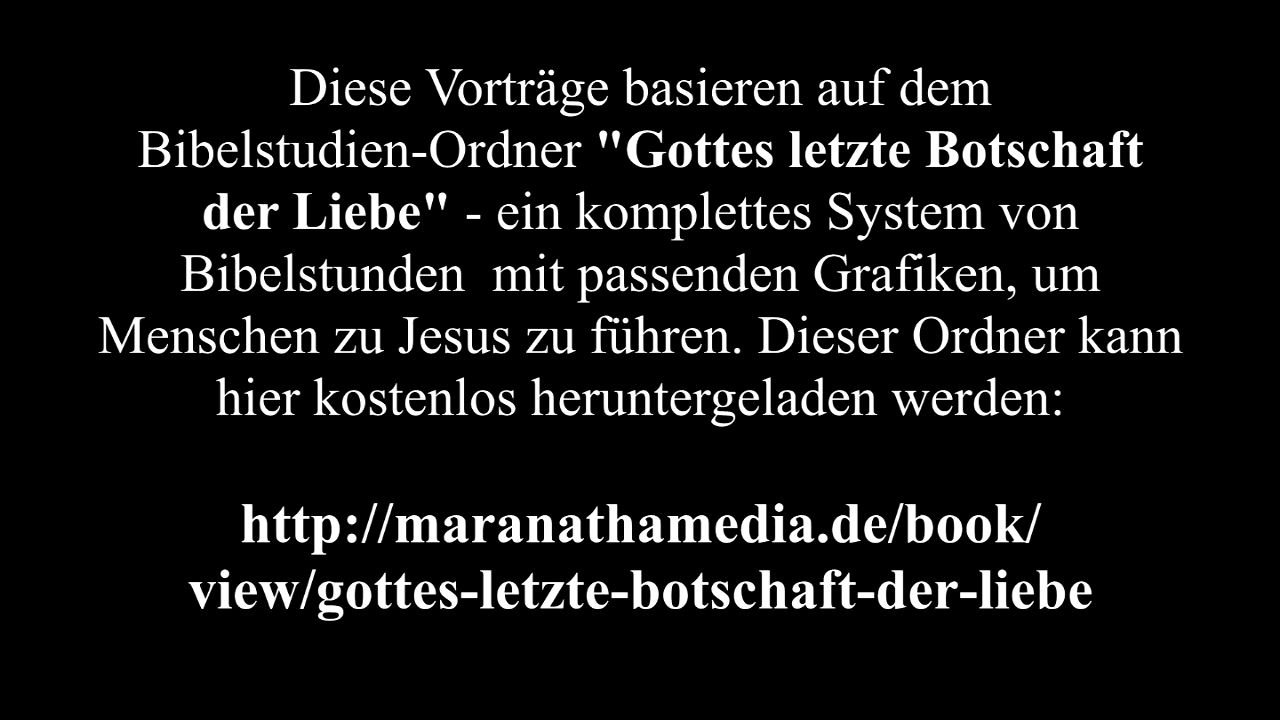 Diese Vorträge basieren auf dem
Bibelstudien-Ordner "Gottes letzte Botschaft
der Liebe" - ein komplettes System von
Bibelstunden  mit passenden Grafiken, um
Menschen zu Jesus zu führen. Dieser Ordner kann
hier kostenlos heruntergeladen werden:
http://maranathamedia.de/book/
view/gottes-letzte-botschaft-der-liebe